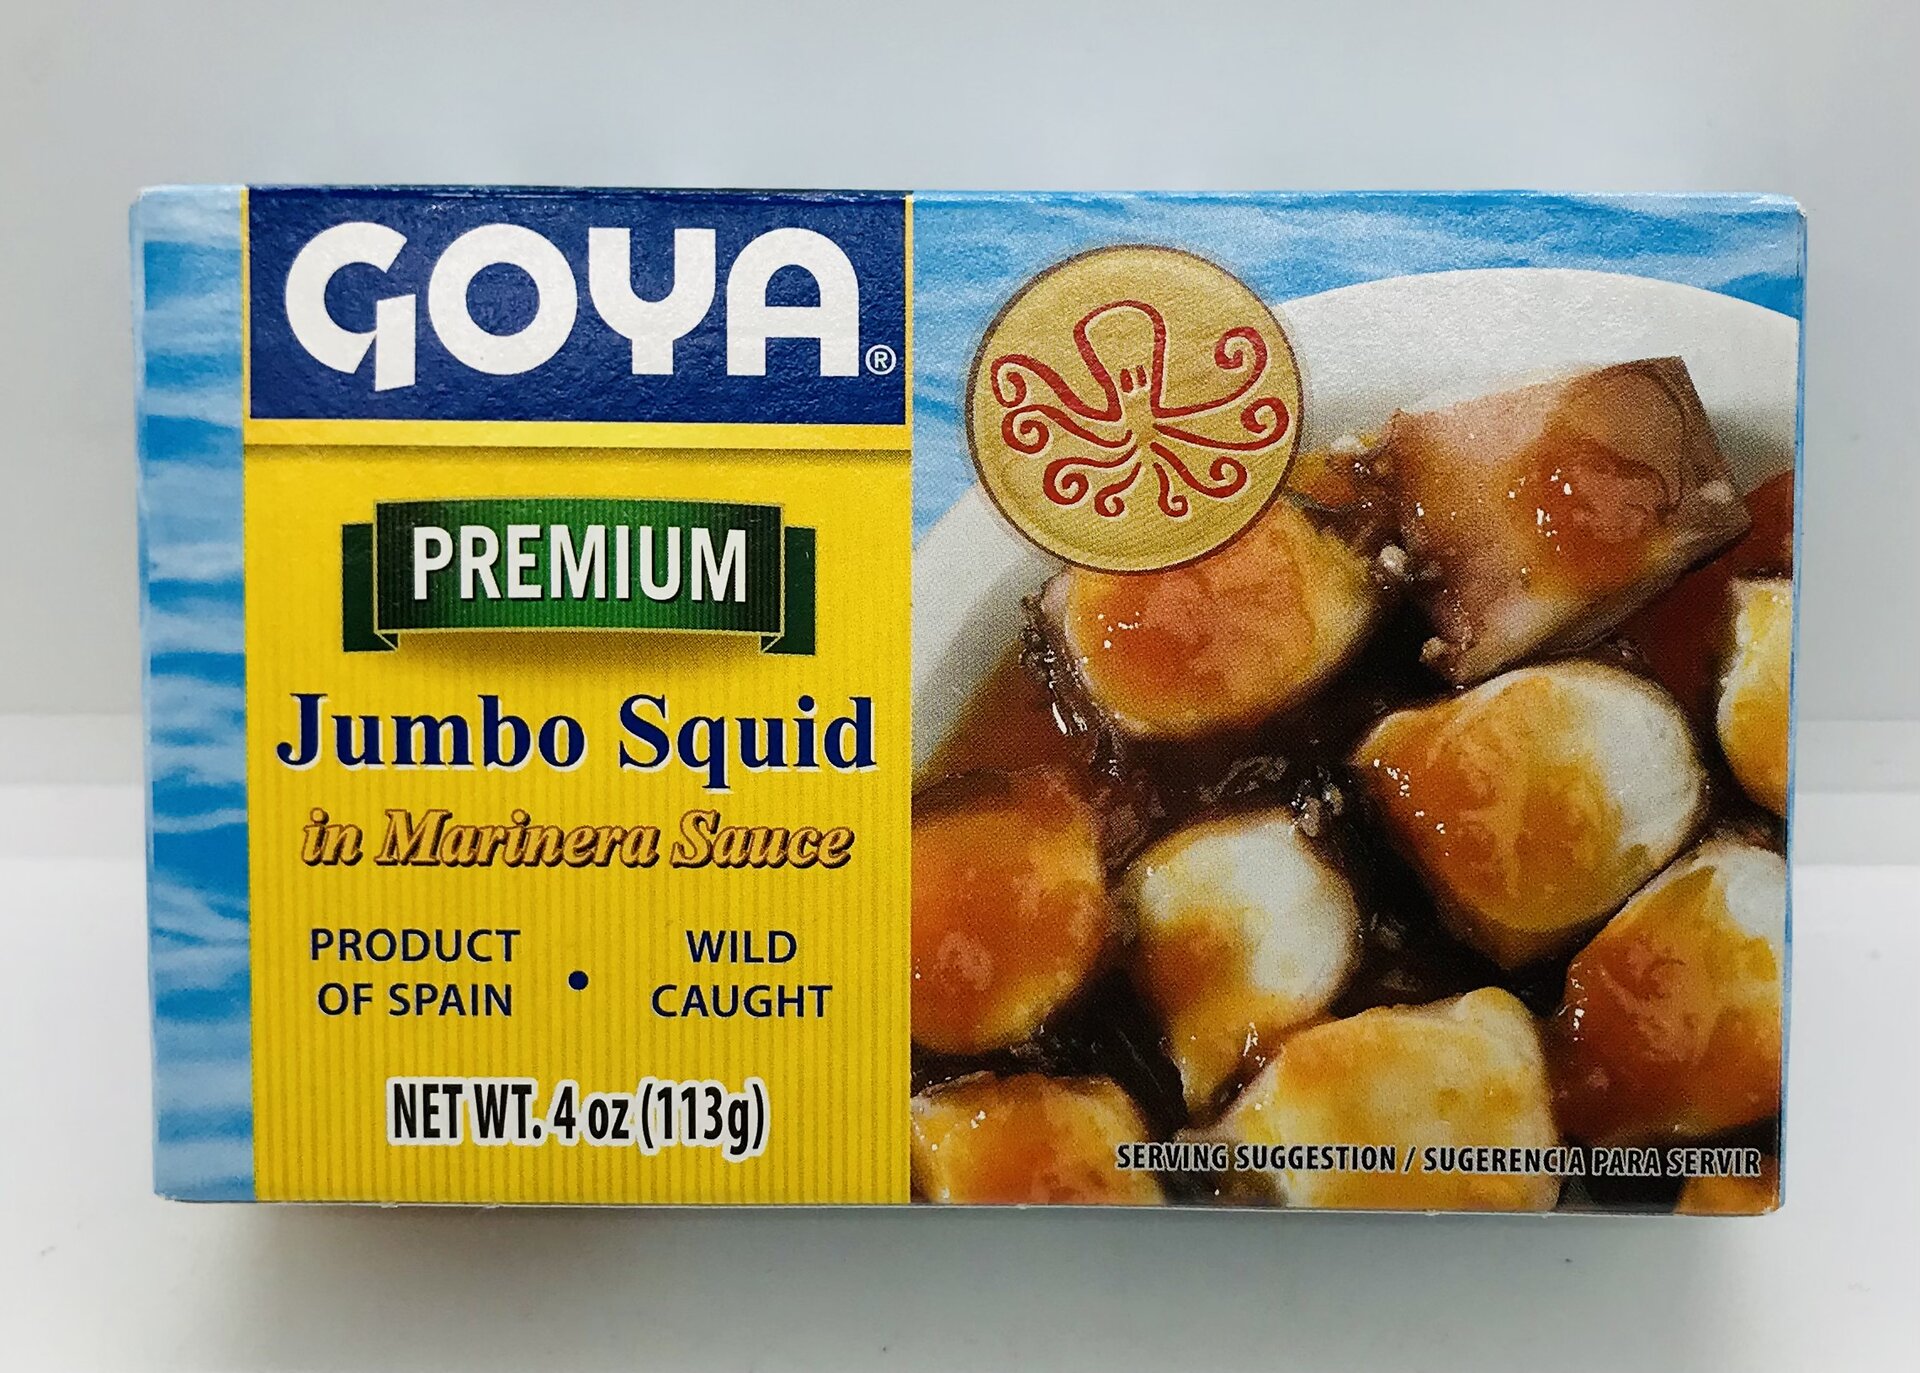 GOYA®
PREMIUM
Jumbo Squid
in Marinera Sauce
PRODUCT
OF SPAIN
•
WILD
CAUGHT
NET WT. 4 oz (113g)
SERVING SUGGESTION / SUGERENCIA PARA SERVIR